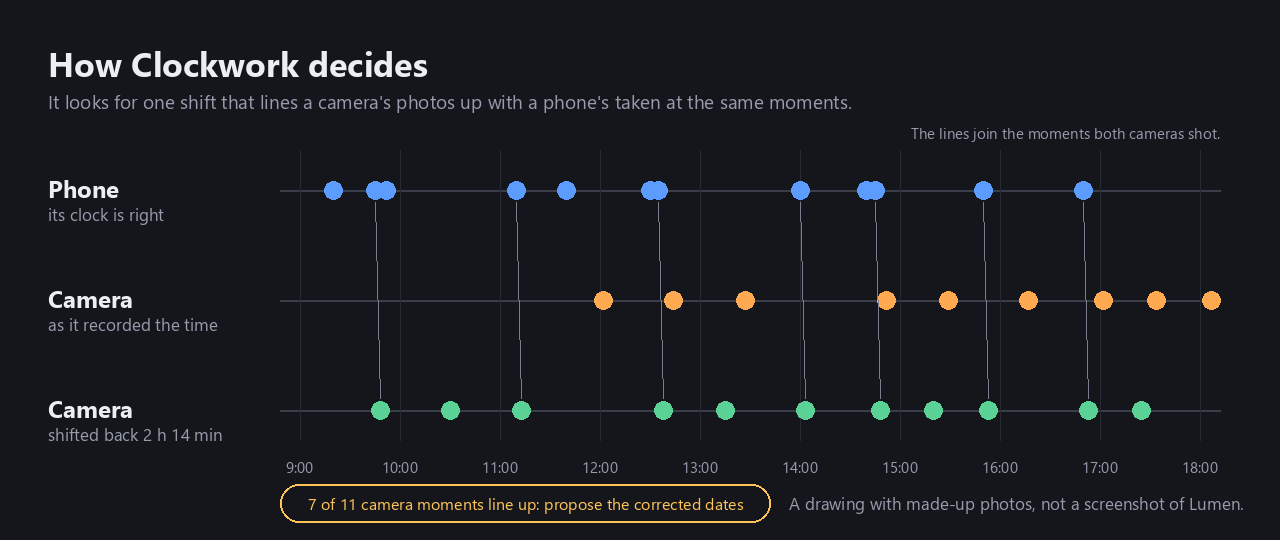 How Clockwork decides
It looks for one shift that lines a camera's photos up with a phone's taken at the same moments.
The lines join the moments both cameras shot.
Phone
its clock is right
Camera
as it recorded the time
Camera
shifted back 2 h 14 min
9:00 10:00 11:00 12:00 13:00 14:00 15:00 16:00 17:00 18:00
7 of 11 camera moments line up: propose the corrected dates
A drawing with made-up photos, not a screenshot of Lumen.